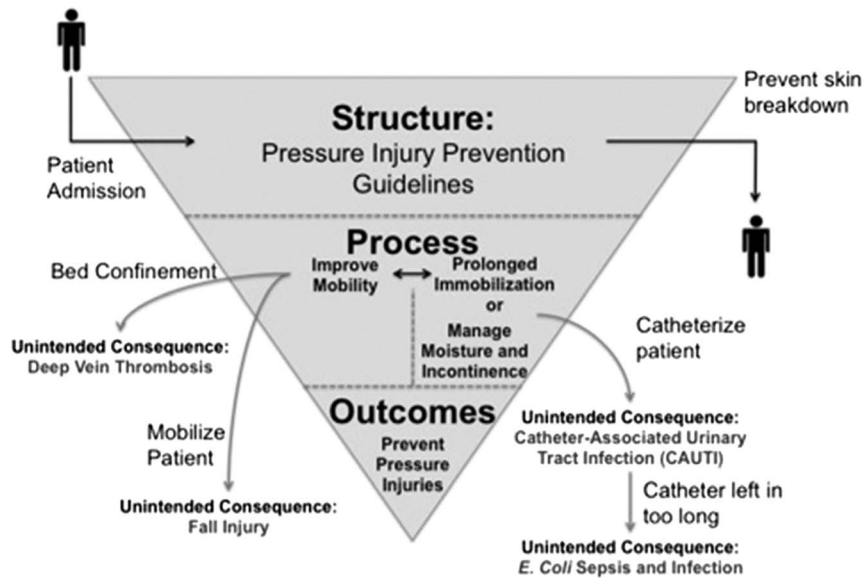 Prevent skin
breakdown
Structure:
Pressure Injury Prevention
Guidelines
Patient
Admission
Process
Bed Confinement
Improve
Mobility
Prolonged
Immobilization
or
Manage
Moisture and
Incontinence
Catheterize
patient
Unintended Consequence:
Deep Vein Thrombosis
Outcomes
Prevent
Pressure
Injuries
Mobilize
Patient
Unintended Consequence:
Fall Injury
Unintended Consequence:
Catheter-Associated Urinary
Tract Infection (CAUTI)
Catheter left in
too long
Unintended Consequence:
E. Coli Sepsis and Infection